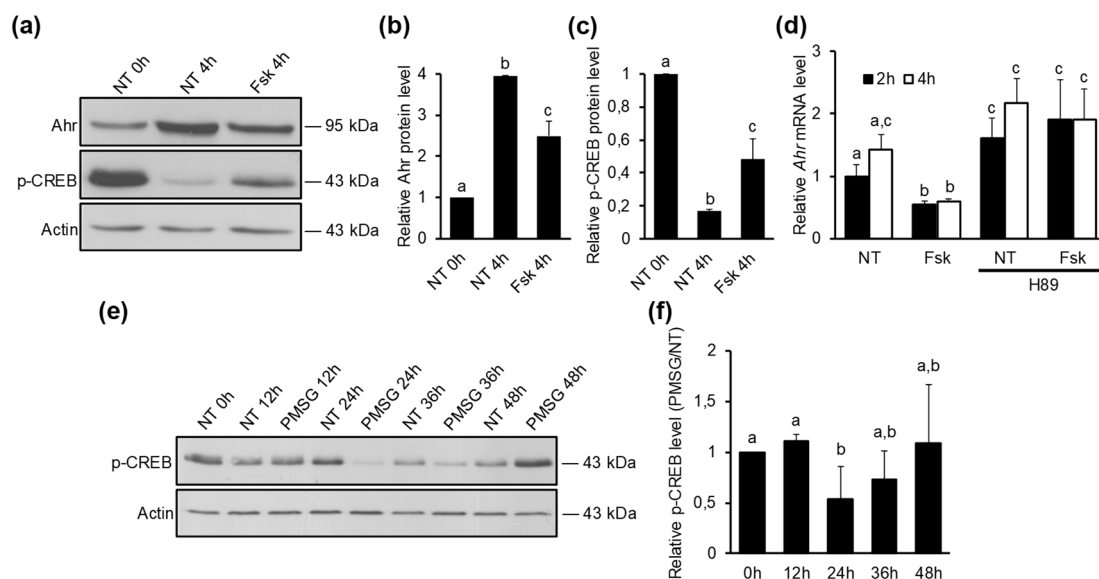 (a)
NT 0h
NT 4h
Fsk 4h
Ahr
95 kDa
p-CREB
43 kDa
Actin
43 kDa
(b)
Relative Ahr protein level
4
3
2
1
0
a
b
c
NT 0h
NT 4h
Fsk 4h
(c)
Relative p-CREB protein level
1
0,8
0,6
0,4
0,2
0
a
b
c
NT 0h
NT 4h
Fsk 4h
(d)
Relative Ahr mRNA level
3
2
1
0
2h
4h
a
a,c
b
b
c
c
c
c
NT
Fsk
NT
Fsk
H89
(e)
NT 0h
NT 12h
PMSG 12h
NT 24h
PMSG 24h
NT 36h
PMSG 36h
NT 48h
PMSG 48h
p-CREB
43 kDa
Actin
43 kDa
(f)
Relative p-CREB level (PMSG/NT)
2
1,5
1
0,5
0
a
a
b
a,b
a,b
0h
12h
24h
36h
48h